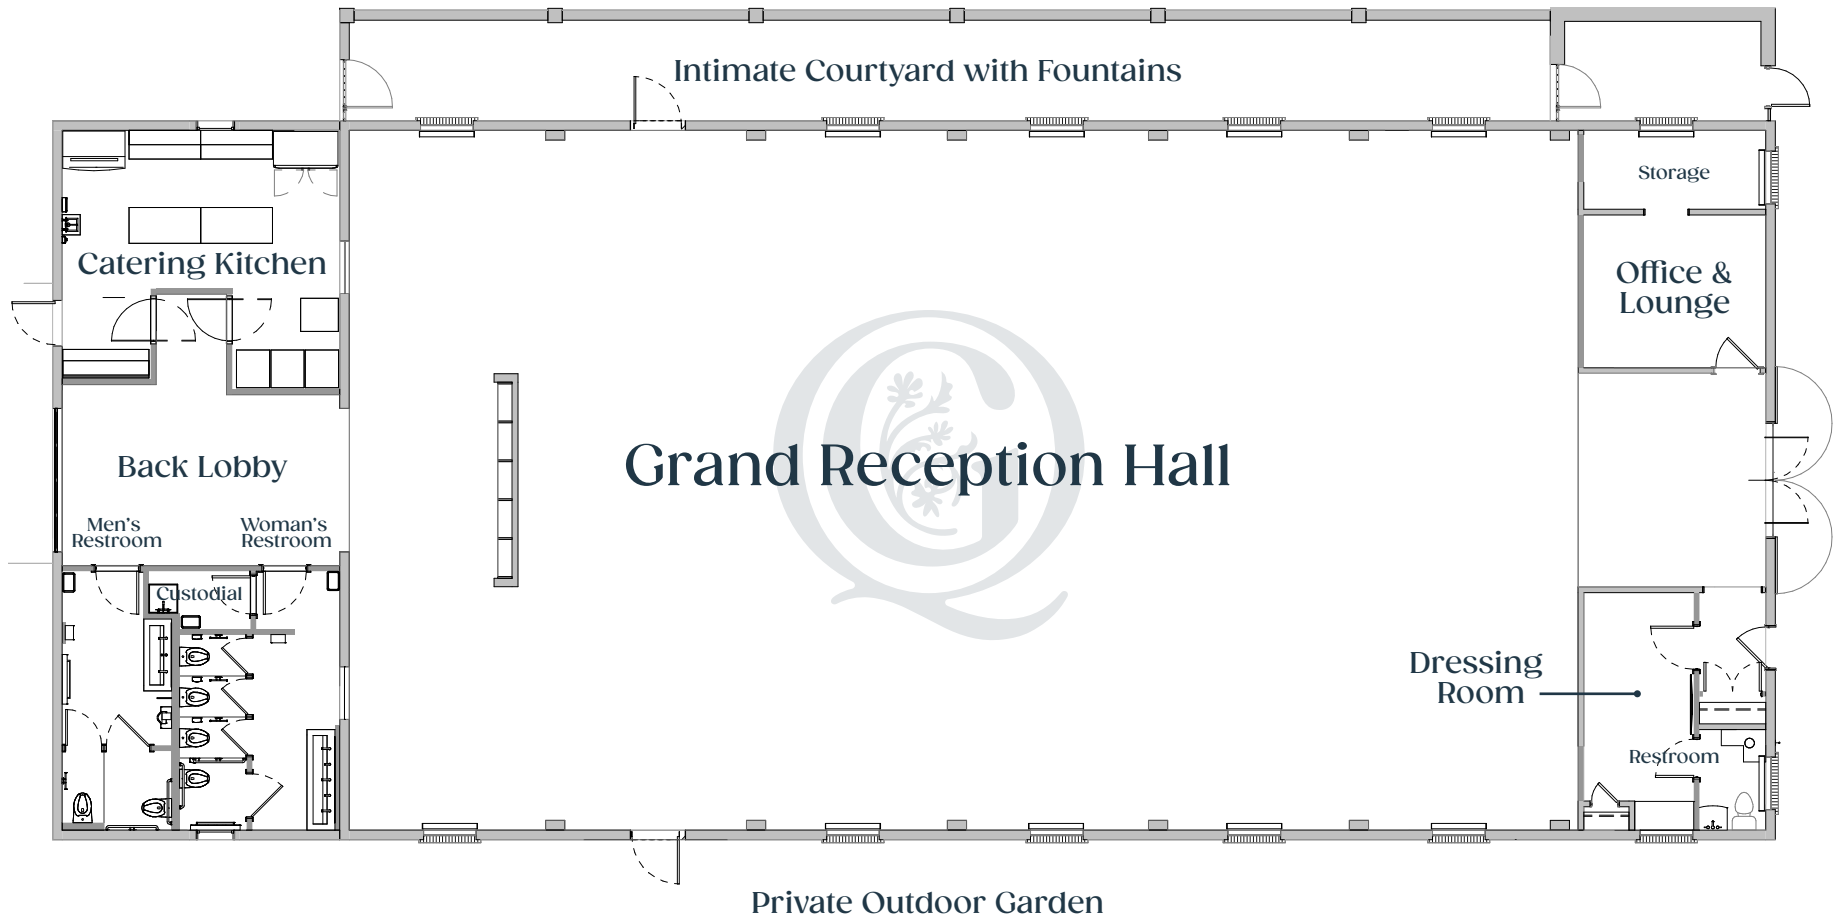 Intimate Courtyard with Fountains
Storage
Catering Kitchen
Office &
Lounge
Grand Reception Hall
Back Lobby
Men's
Restroom
Woman's
Restroom
Custodial
Dressing
Room
Restroom
Private Outdoor Garden